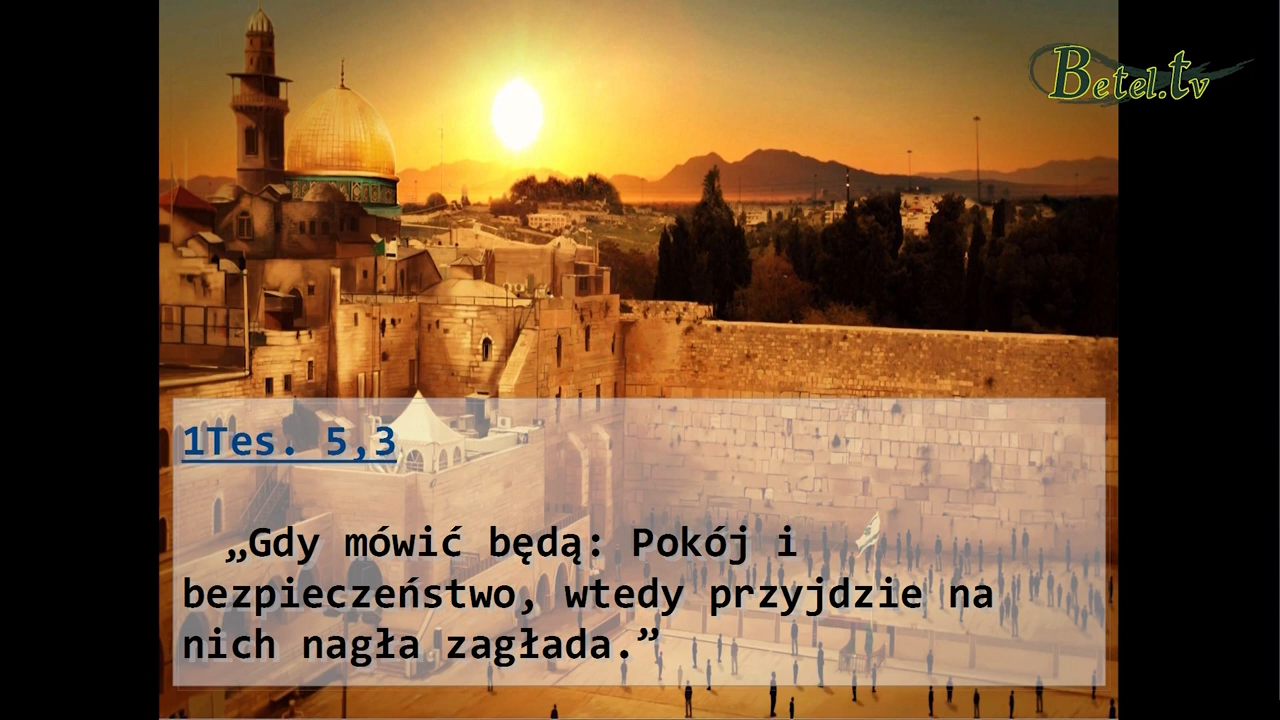 Betel.tv
1Tes. 5,3
„Gdy mówić będą: Pokój i
bezpieczeństwo, wtedy przyjdzie na
nich nagła zagłada.”